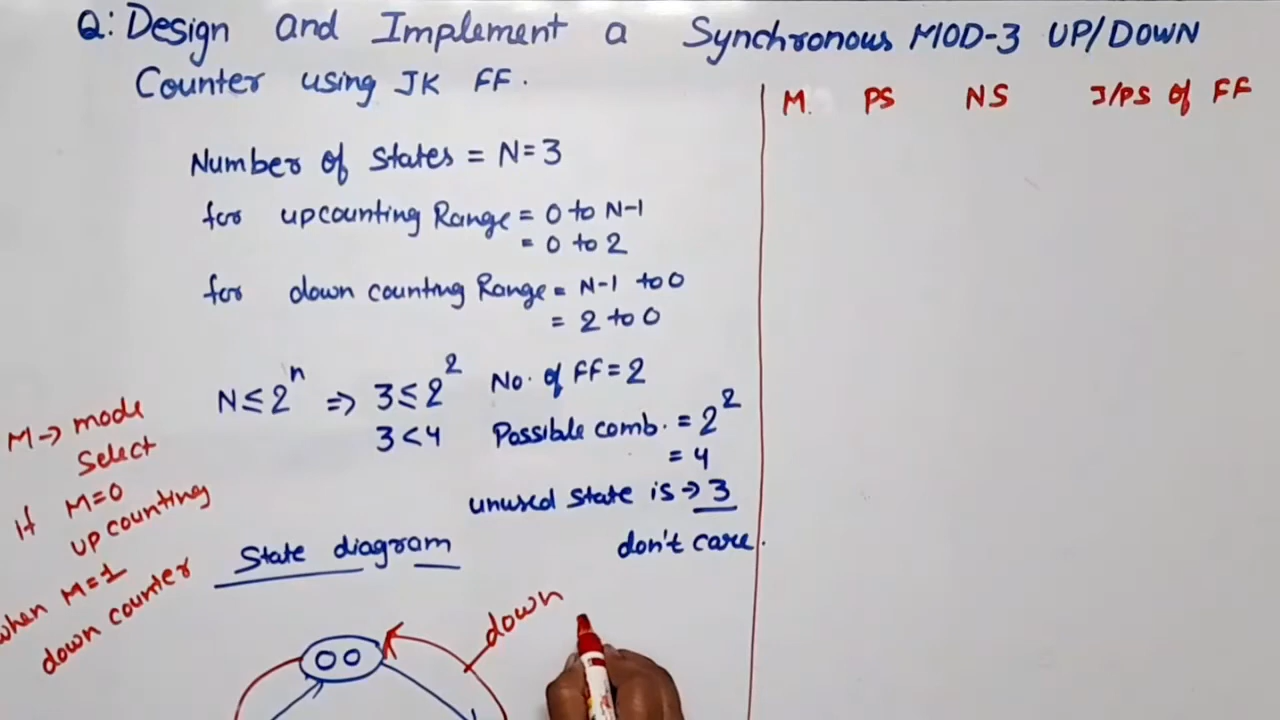 Q: Design and Implement a Synchronous MOD-3 UP/DOWN
Counter using JK FF.
Number of States = N=3
for upcounting Range = 0 to N-1
= 0 to 2
for down counting Range = N-1 to 0
= 2 to 0
N ≤ 2^n => 3 ≤ 2^2 No. of FF = 2
3 < 4 Possible comb. = 2^2
= 4
unused state is → 3
don't care.
M → mode
Select
if M=0
up counting
when M=1
down counter
State diagram
down
00
M. PS NS I/PS of FF